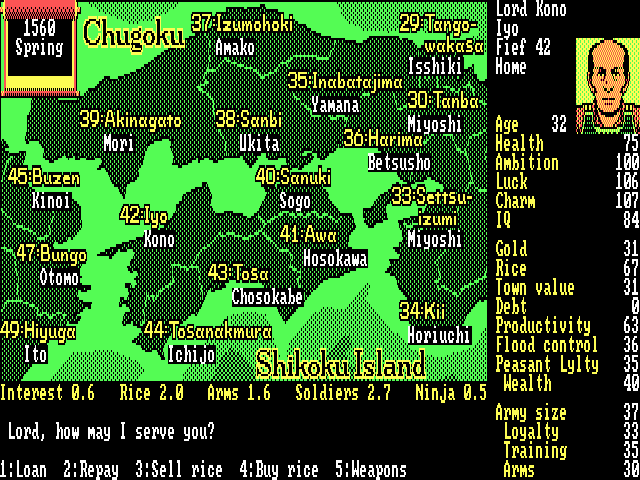 1560
Spring
Chugoku
37:Izumohoki
Amako
29:Tango-
wakasa
Isshiki
35:Inabatajima
Yamana
30:Tanba
Miyoshi
39:Akinagato
Mori
38:Sanbi
Ukita
36:Harima
Betsusho
45:Buzen
Kinoi
40:Sanuki
Sogo
33:Settsu-
izumi
Miyoshi
42:Iyo
Kono
41:Awa
Hosokawa
47:Bungo
Otomo
43:Tosa
Chosokabe
34:Kii
Horiuchi
49:Hiyuga
Ito
44:Tosanakmura
Ichijo
Shikoku Island
Interest 0.6 Rice 2.0 Arms 1.6 Soldiers 2.7 Ninja 0.5
Lord, how may I serve you?
1:Loan 2:Repay 3:Sell rice 4:Buy rice 5:Weapons
Lord Kono
Iyo
Fief 42
Home
Age 32
Health 75
Ambition 100
Luck 106
Charm 107
IQ 84
Gold 31
Rice 67
Town value 31
Debt 0
Productivity 63
Flood control 36
Peasant Lylty 35
Wealth 40
Army size 37
Loyalty 33
Training 35
Arms 30